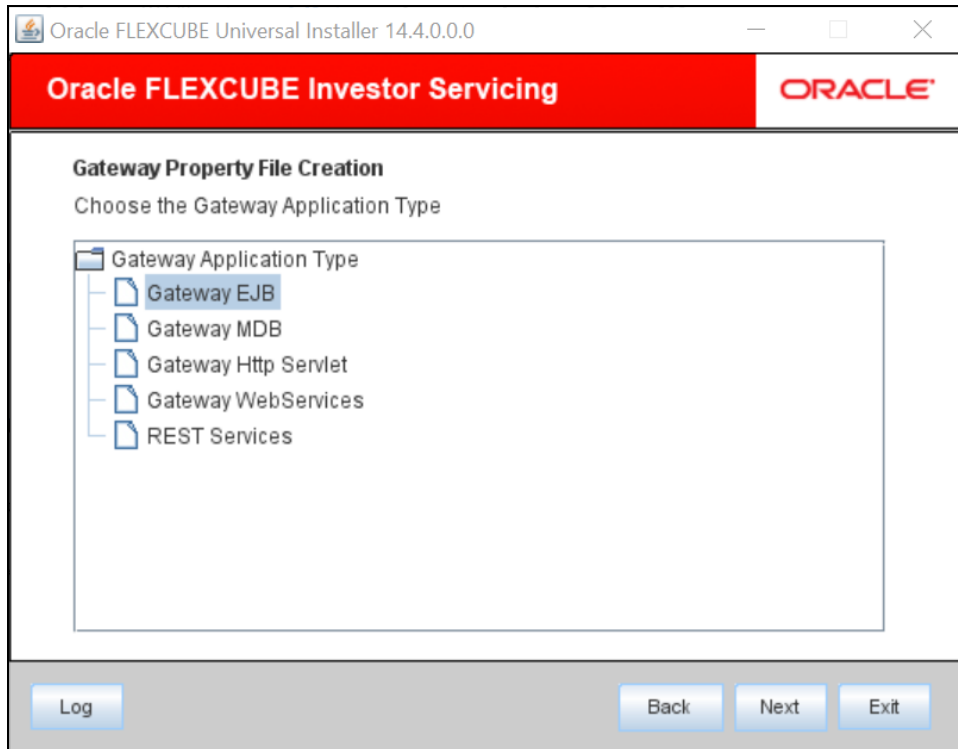 Oracle FLEXCUBE Universal Installer 14.4.0.0.0
Oracle FLEXCUBE Investor Servicing
ORACLE
Gateway Property File Creation
Choose the Gateway Application Type
Gateway Application Type
Gateway EJB
Gateway MDB
Gateway Http Servlet
Gateway WebServices
REST Services
Log Back Next Exit